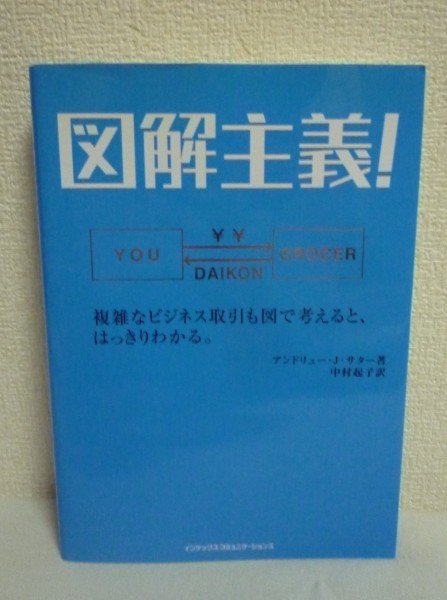 図解主義!
¥ ¥
YOU
GROCER
DAIKON
複雑なビジネス取引も図で考えると、
はっきりわかる。
アンドリュー・J・サター著
中村起子訳
インデックス・コミュニケーションズ